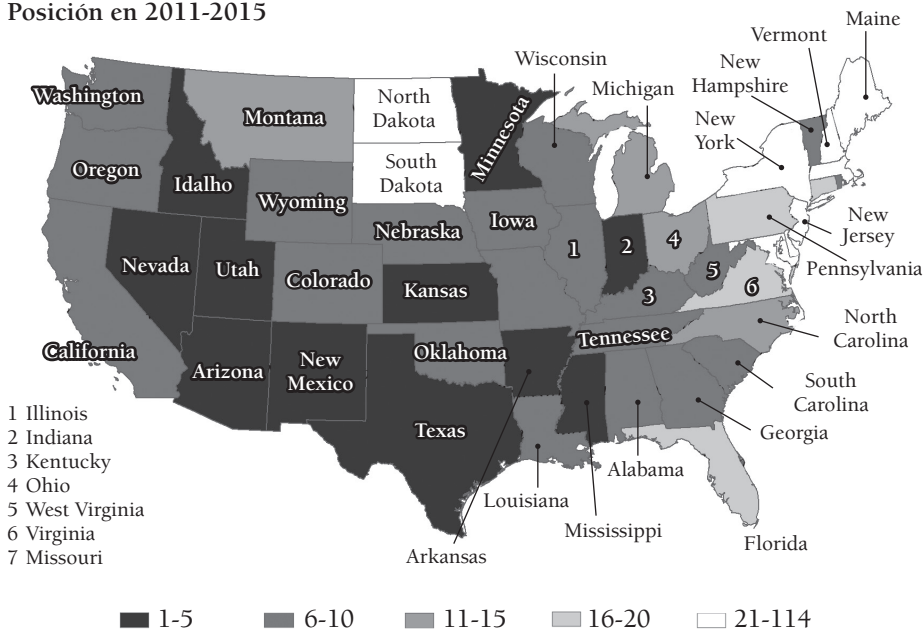 Posición en 2011-2015
Maine
Vermont
Wisconsin
New
Hampshire
Michigan
Washington
North
Dakota
Montana
Minnesota
New
York
Oregon
South
Dakota
Idalho
Wyoming
Iowa
Nebraska
New
Jersey
1
2
4
Nevada
Utah
Colorado
Kansas
5
Pennsylvania
3
6
North
Carolina
Tennessee
California
Oklahoma
Arizona
New
Mexico
South
Carolina
Texas
Georgia
Alabama
Louisiana
Mississippi
Florida
Arkansas
1 Illinois
2 Indiana
3 Kentucky
4 Ohio
5 West Virginia
6 Virginia
7 Missouri
1-5
6-10
11-15
16-20
21-114